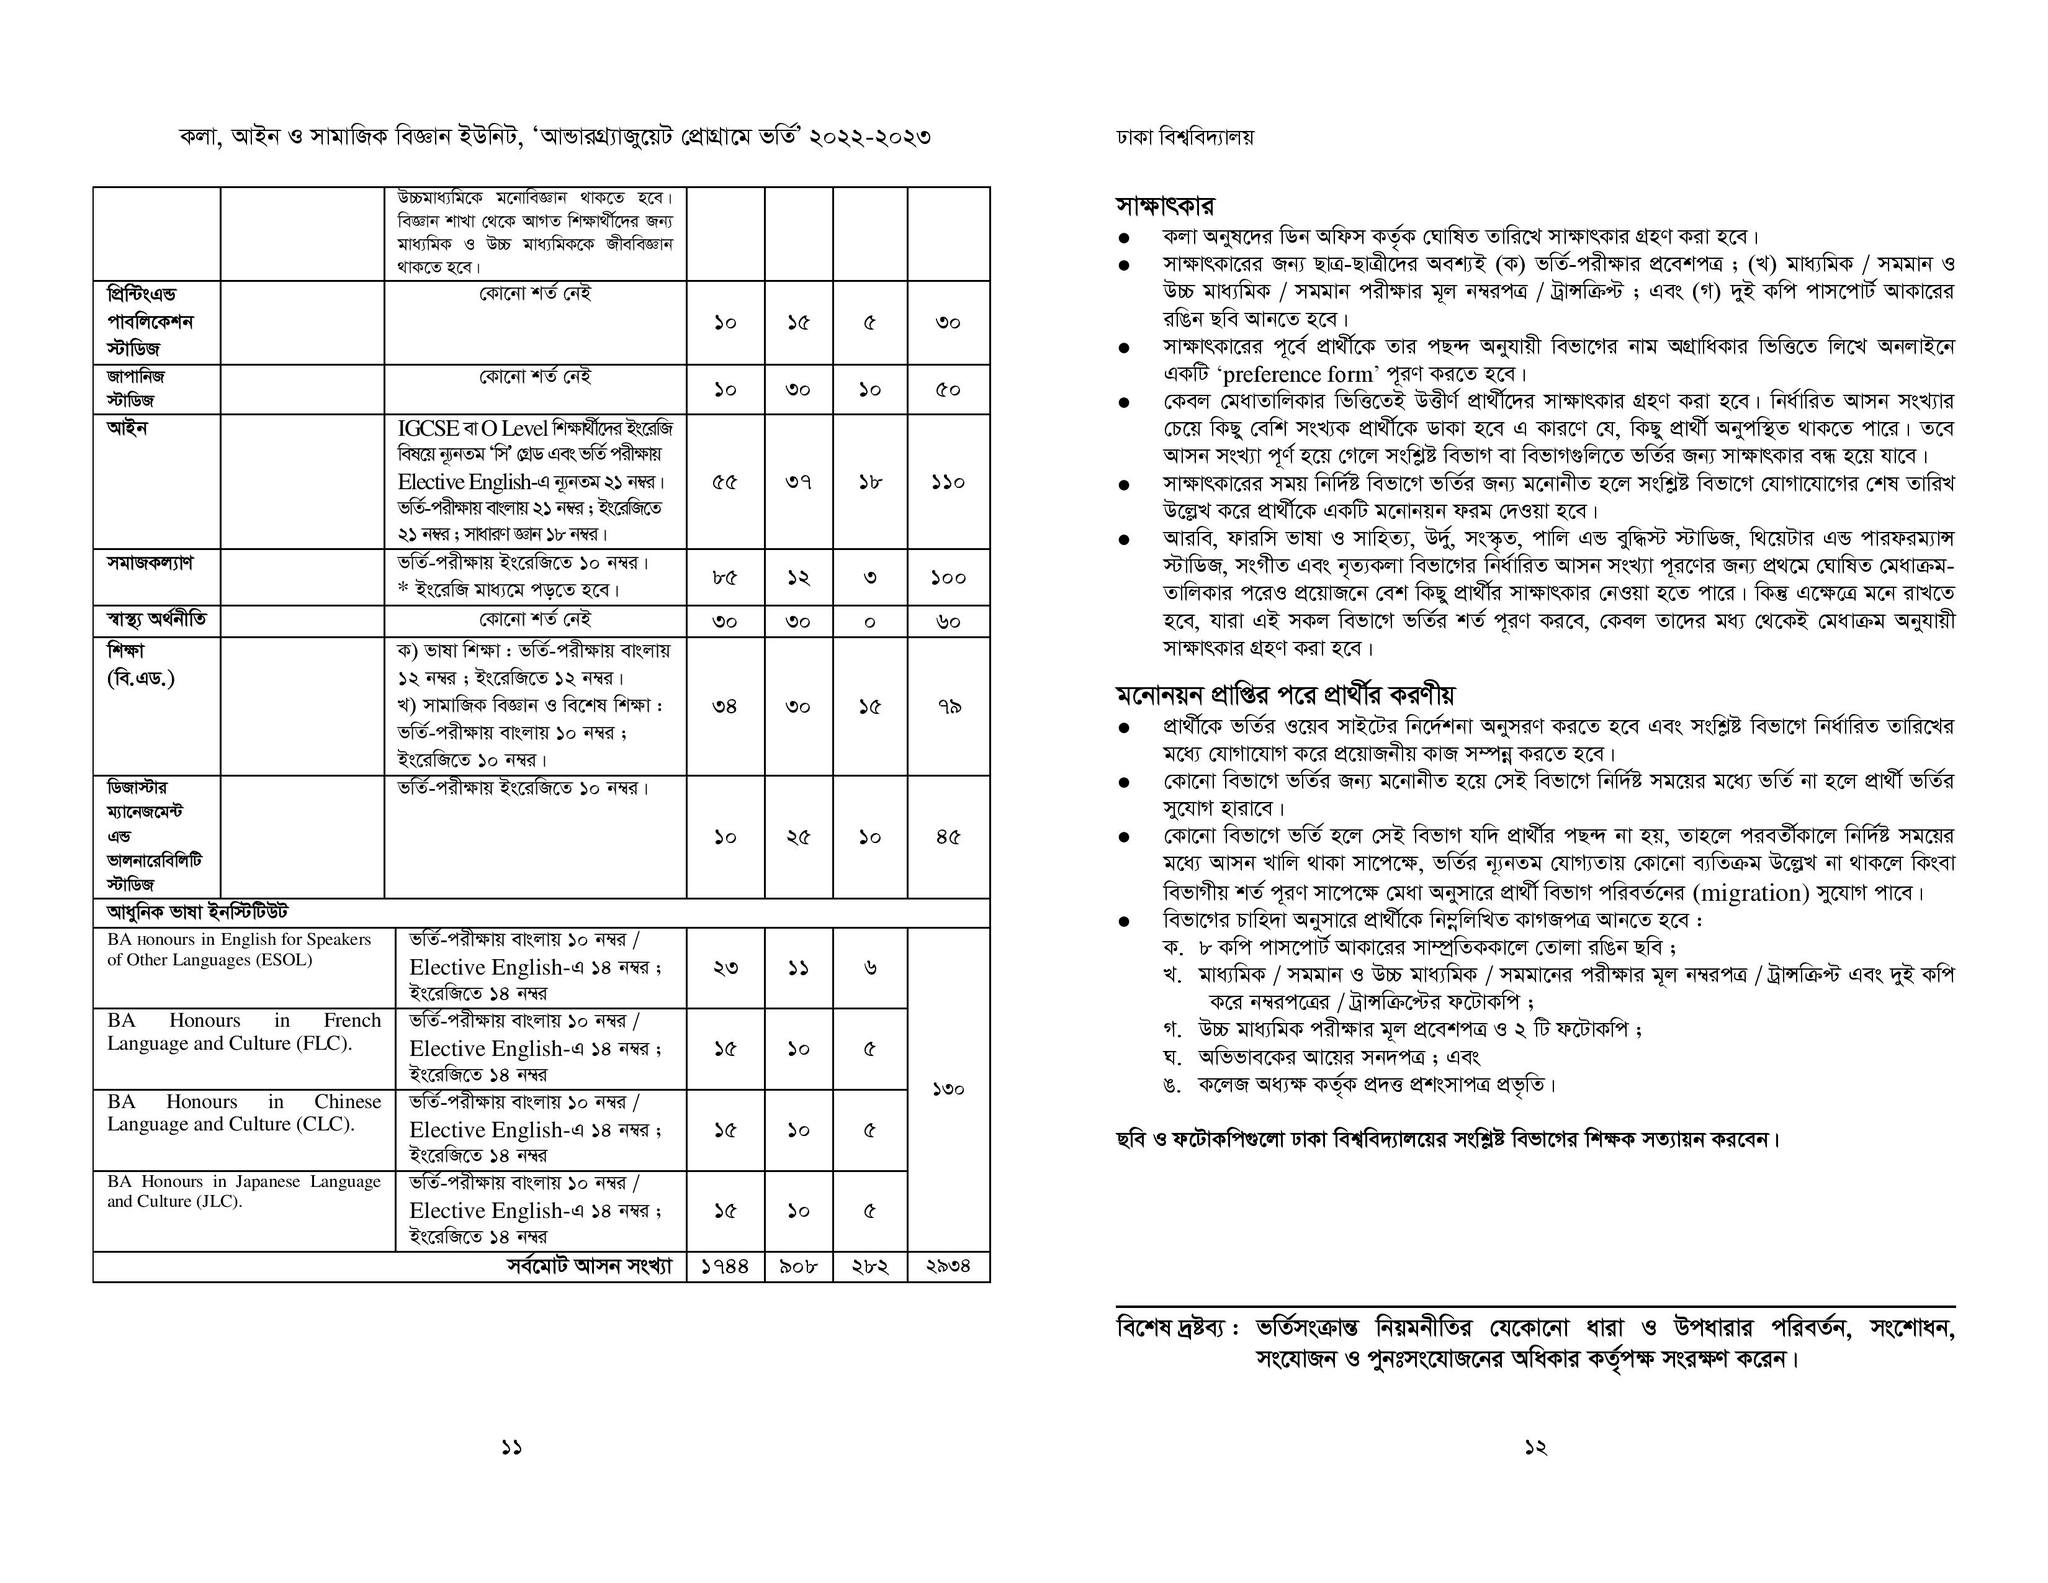 কলা, আইন ও সামাজিক বিজ্ঞান ইউনিট, ‘আন্ডারগ্র্যাজুয়েট প্রোগ্রামে ভর্তি’ ২০২২-২০২৩
উচ্চমাধ্যমিকে মনোবিজ্ঞান থাকতে হবে।
বিজ্ঞান শাখা থেকে আগত শিক্ষার্থীদের জন্য
মাধ্যমিক ও উচ্চ মাধ্যমিককে জীববিজ্ঞান
থাকতে হবে।
প্রিন্টিংএন্ড
পাবলিকেশন
স্টাডিজ
কোনো শর্ত নেই
১০ ১৫ ৫ ৩০
জাপানিজ
স্টাডিজ
কোনো শর্ত নেই
১০ ৩০ ১০ ৫০
আইন
IGCSE বা O Level শিক্ষার্থীদের ইংরেজি
বিষয়ে ন্যূনতম ‘সি’ গ্রেড এবং ভর্তি পরীক্ষায়
Elective English-এ ন্যূনতম ২১ নম্বর।
ভর্তি-পরীক্ষায় বাংলায় ২১ নম্বর ; ইংরেজিতে
২১ নম্বর ; সাধারণ জ্ঞান ১৮ নম্বর।
৫৫ ৩৭ ১৮ ১১০
সমাজকল্যাণ
ভর্তি-পরীক্ষায় ইংরেজিতে ১০ নম্বর।
* ইংরেজি মাধ্যমে পড়তে হবে।
৮৫ ১২ ৩ ১০০
স্বাস্থ্য অর্থনীতি
কোনো শর্ত নেই
৩০ ৩০ ০ ৬০
শিক্ষা
(বি.এড.)
ক) ভাষা শিক্ষা : ভর্তি-পরীক্ষায় বাংলায়
১২ নম্বর ; ইংরেজিতে ১২ নম্বর।
খ) সামাজিক বিজ্ঞান ও বিশেষ শিক্ষা :
ভর্তি-পরীক্ষায় বাংলায় ১০ নম্বর ;
ইংরেজিতে ১০ নম্বর।
৩৪ ৩০ ১৫ ৭৯
ডিজাস্টার
ম্যানেজমেন্ট
এন্ড
ভালনারেবিলিটি
স্টাডিজ
ভর্তি-পরীক্ষায় ইংরেজিতে ১০ নম্বর।
১০ ২৫ ১০ ৪৫
আধুনিক ভাষা ইনস্টিটিউট
BA Honours in English for Speakers
of Other Languages (ESOL)
ভর্তি-পরীক্ষায় বাংলায় ১০ নম্বর /
Elective English-এ ১৪ নম্বর ;
ইংরেজিতে ১৪ নম্বর
২৩ ১১ ৬
BA Honours in French
Language and Culture (FLC).
ভর্তি-পরীক্ষায় বাংলায় ১০ নম্বর /
Elective English-এ ১৪ নম্বর ;
ইংরেজিতে ১৪ নম্বর
১৫ ১০ ৫
১৩০
BA Honours in Chinese
Language and Culture (CLC).
ভর্তি-পরীক্ষায় বাংলায় ১০ নম্বর /
Elective English-এ ১৪ নম্বর ;
ইংরেজিতে ১৪ নম্বর
১৫ ১০ ৫
BA Honours in Japanese Language
and Culture (JLC).
ভর্তি-পরীক্ষায় বাংলায় ১০ নম্বর /
Elective English-এ ১৪ নম্বর ;
ইংরেজিতে ১৪ নম্বর
১৫ ১০ ৫
সর্বমোট আসন সংখ্যা ১৭৪৪ ৯০৮ ২৮২ ২৯৩৪
১১
ঢাকা বিশ্ববিদ্যালয়
সাক্ষাৎকার
● কলা অনুষদের ডিন অফিস কর্তৃক ঘোষিত তারিখে সাক্ষাৎকার গ্রহণ করা হবে।
● সাক্ষাৎকারের জন্য ছাত্র-ছাত্রীদের অবশ্যই (ক) ভর্তি-পরীক্ষার প্রবেশপত্র ; (খ) মাধ্যমিক / সমমান ও
উচ্চ মাধ্যমিক / সমমান পরীক্ষার মূল নম্বরপত্র / ট্রান্সক্রিপ্ট ; এবং (গ) দুই কপি পাসপোর্ট আকারের
রঙিন ছবি আনতে হবে।
● সাক্ষাৎকারের পূর্বে প্রার্থীকে তার পছন্দ অনুযায়ী বিভাগের নাম অগ্রাধিকার ভিত্তিতে লিখে অনলাইনে
একটি ‘preference form’ পূরণ করতে হবে।
● কেবল মেধাতালিকার ভিত্তিতেই উত্তীর্ণ প্রার্থীদের সাক্ষাৎকার গ্রহণ করা হবে। নির্ধারিত আসন সংখ্যার
চেয়ে কিছু বেশি সংখ্যক প্রার্থীকে ডাকা হবে এ কারণে যে, কিছু প্রার্থী অনুপস্থিত থাকতে পারে। তবে
আসন সংখ্যা পূর্ণ হয়ে গেলে সংশ্লিষ্ট বিভাগ বা বিভাগগুলিতে ভর্তির জন্য সাক্ষাৎকার বন্ধ হয়ে যাবে।
● সাক্ষাৎকারের সময় নির্দিষ্ট বিভাগে ভর্তির জন্য মনোনীত হলে সংশ্লিষ্ট বিভাগে যোগাযোগের শেষ তারিখ
উল্লেখ করে প্রার্থীকে একটি মনোনয়ন ফরম দেওয়া হবে।
● আরবি, ফারসি ভাষা ও সাহিত্য, উর্দু, সংস্কৃত, পালি এন্ড বুদ্ধিস্ট স্টাডিজ, থিয়েটার এন্ড পারফরম্যান্স
স্টাডিজ, সংগীত এবং নৃত্যকলা বিভাগের নির্ধারিত আসন সংখ্যা পূরণের জন্য প্রথমে ঘোষিত মেধাক্রম-
তালিকার পরেও প্রয়োজনে বেশ কিছু প্রার্থীর সাক্ষাৎকার নেওয়া হতে পারে। কিন্তু এক্ষেত্রে মনে রাখতে
হবে, যারা এই সকল বিভাগে ভর্তির শর্ত পূরণ করবে, কেবল তাদের মধ্য থেকেই মেধাক্রম অনুযায়ী
সাক্ষাৎকার গ্রহণ করা হবে।
মনোনয়ন প্রাপ্তির পরে প্রার্থীর করণীয়
● প্রার্থীকে ভর্তির ওয়েব সাইটের নির্দেশনা অনুসরণ করতে হবে এবং সংশ্লিষ্ট বিভাগে নির্ধারিত তারিখের
মধ্যে যোগাযোগ করে প্রয়োজনীয় কাজ সম্পন্ন করতে হবে।
● কোনো বিভাগে ভর্তির জন্য মনোনীত হয়ে সেই বিভাগে নির্দিষ্ট সময়ের মধ্যে ভর্তি না হলে প্রার্থী ভর্তির
সুযোগ হারাবে।
● কোনো বিভাগে ভর্তি হলে সেই বিভাগ যদি প্রার্থীর পছন্দ না হয়, তাহলে পরবর্তীকালে নির্দিষ্ট সময়ের
মধ্যে আসন খালি থাকা সাপেক্ষে, ভর্তির ন্যূনতম যোগ্যতায় কোনো ব্যতিক্রম উল্লেখ না থাকলে কিংবা
বিভাগীয় শর্ত পূরণ সাপেক্ষে মেধা অনুসারে প্রার্থী বিভাগ পরিবর্তনের (migration) সুযোগ পাবে।
● বিভাগের চাহিদা অনুসারে প্রার্থীকে নিম্নলিখিত কাগজপত্র আনতে হবে :
ক. ৮ কপি পাসপোর্ট আকারের সাম্প্রতিককালে তোলা রঙিন ছবি ;
খ. মাধ্যমিক / সমমান ও উচ্চ মাধ্যমিক / সমমানের পরীক্ষার মূল নম্বরপত্র / ট্রান্সক্রিপ্ট এবং দুই কপি
করে নম্বরপত্রের / ট্রান্সক্রিপ্টের ফটোকপি ;
গ. উচ্চ মাধ্যমিক পরীক্ষার মূল প্রবেশপত্র ও ২ টি ফটোকপি ;
ঘ. অভিভাবকের আয়ের সনদপত্র ; এবং
ঙ. কলেজ অধ্যক্ষ কর্তৃক প্রদত্ত প্রশংসাপত্র প্রভৃতি।
ছবি ও ফটোকপিগুলো ঢাকা বিশ্ববিদ্যালয়ের সংশ্লিষ্ট বিভাগের শিক্ষক সত্যায়ন করবেন।
বিশেষ দ্রষ্টব্য : ভর্তিসংক্রান্ত নিয়মনীতির যেকোনো ধারা ও উপধারার পরিবর্তন, সংশোধন,
সংযোজন ও পুনঃসংযোজনের অধিকার কর্তৃপক্ষ সংরক্ষণ করেন।
১২